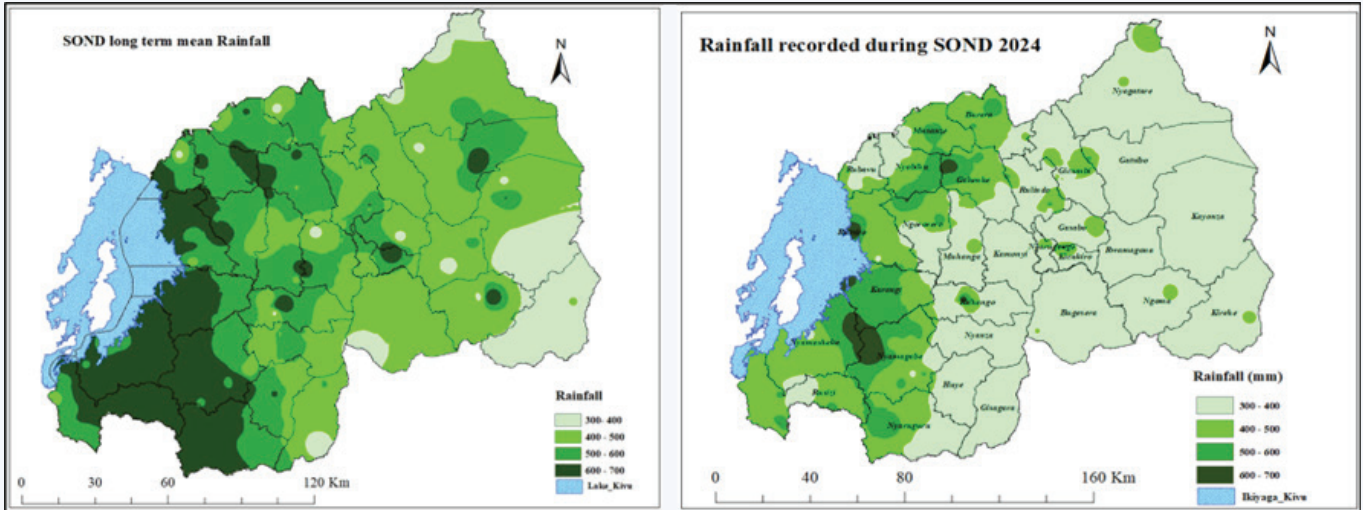 SOND long term mean Rainfall
N
Rainfall
300- 400
400 - 500
500 - 600
600 - 700
Lake_Kivu
0 30 60 120 Km
Rainfall recorded during SOND 2024
N
Nyagatare
Burera
Musanze
Gatsibo
Rubavu
Nyabihu
Gakenke
Gicumbi
Rulindo
Kayonza
Ngororero
Gasabo
Rwamagana
Muhanga
Kamonyi
Kicukiro
Karongi
Ruhango
Bugesera
Ngoma
Kirehe
Nyamasheke
Nyamagabe
Nyanza
Rusizi
Huye
Gisagara
Nyaruguru
Rainfall (mm)
300 - 400
400 - 500
500 - 600
600 - 700
Ikiyaga_Kivu
0 40 80 160 Km